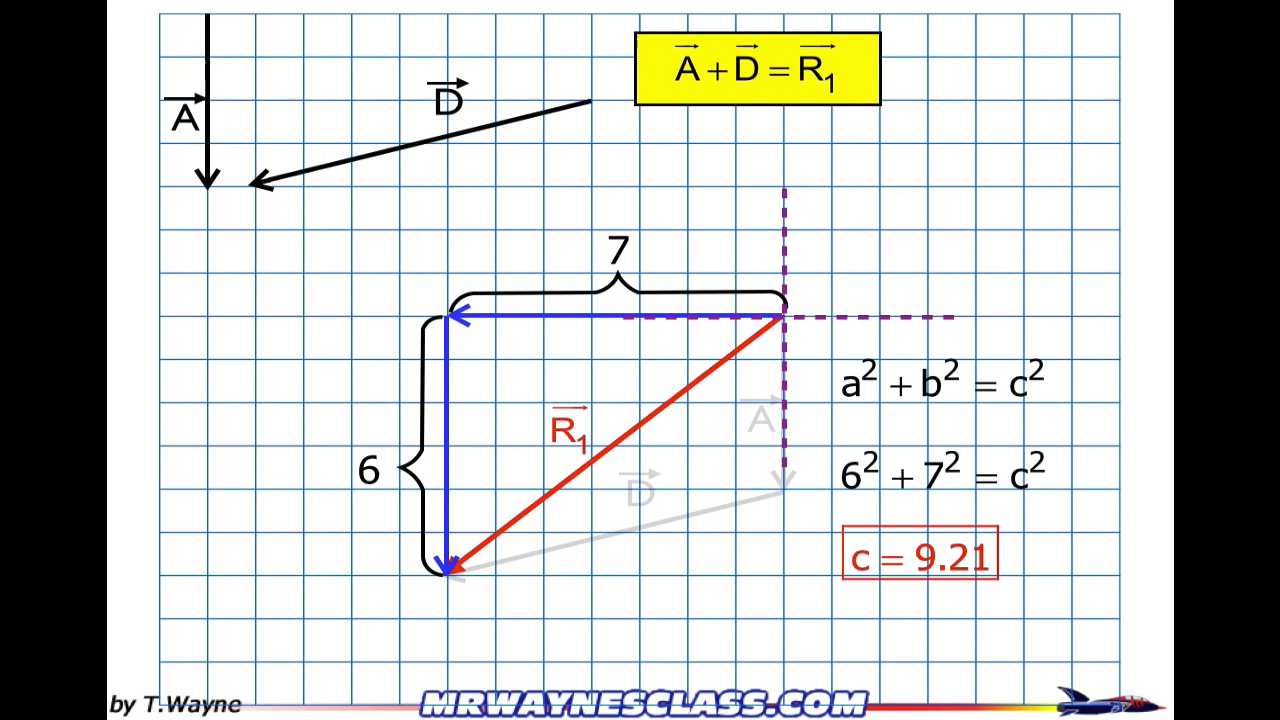 A + D = R₁
D
A
7
a² + b² = c²
R₁
A
6
6² + 7² = c²
D
c = 9.21
by T.Wayne
MRWAYNESCLASS.COM